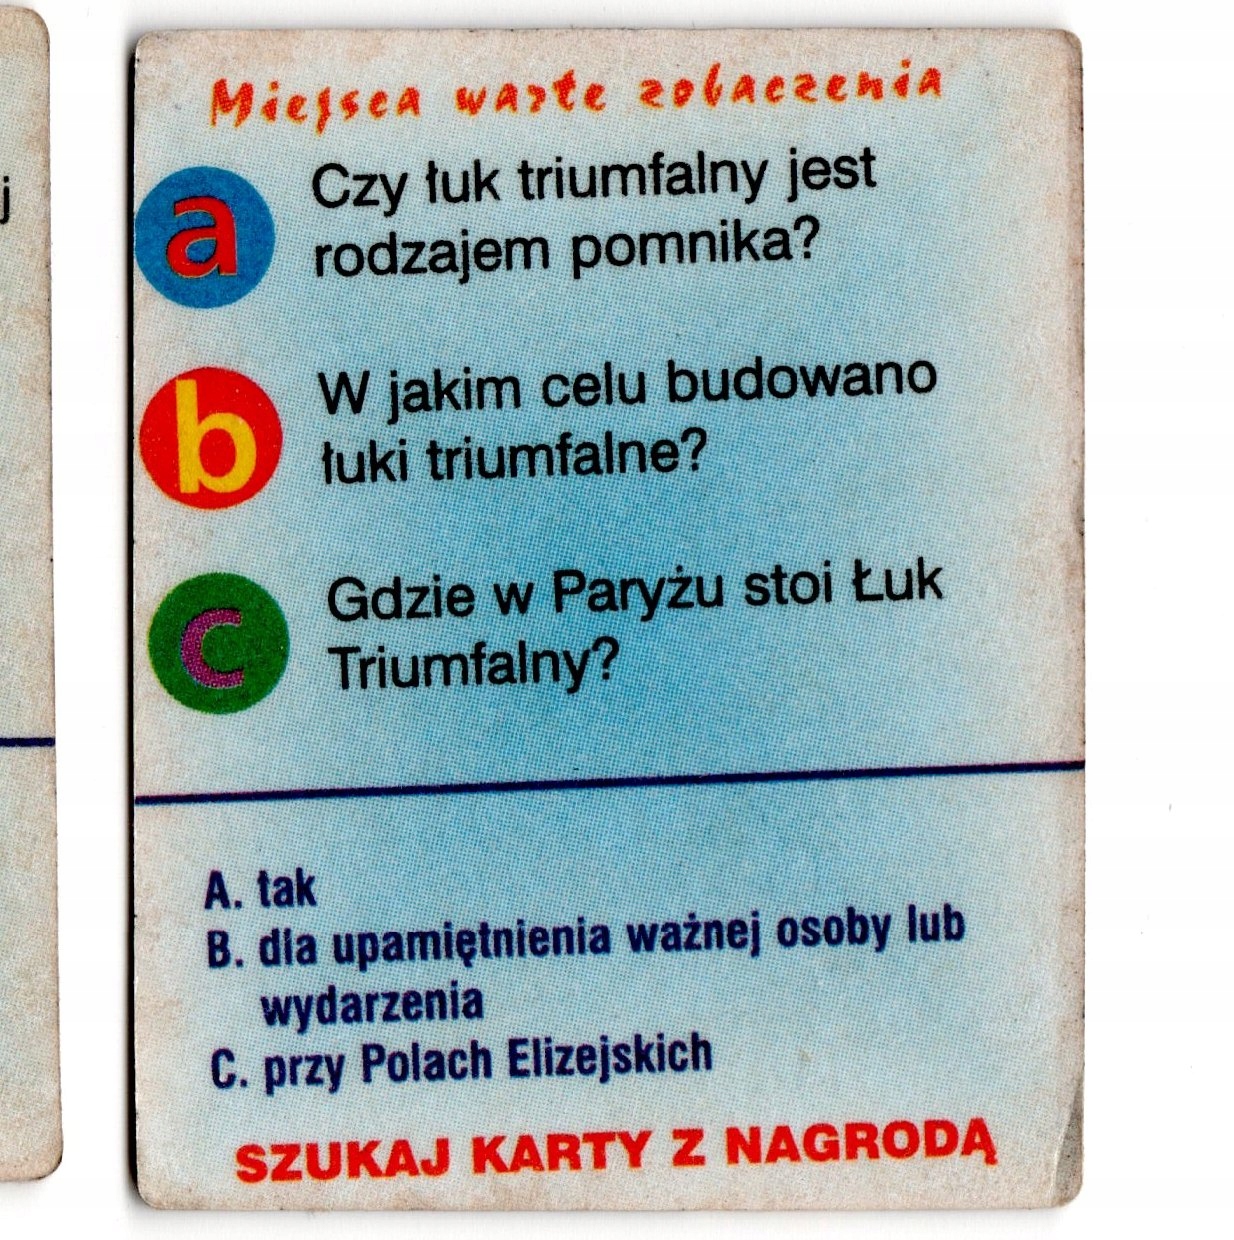 j
Miejsca warte zobaczenia
a
Czy łuk triumfalny jest
rodzajem pomnika?
b
W jakim celu budowano
łuki triumfalne?
c
Gdzie w Paryżu stoi Łuk
Triumfalny?
A. tak
B. dla upamiętnienia ważnej osoby lub
wydarzenia
C. przy Polach Elizejskich
SZUKAJ KARTY Z NAGRODĄ